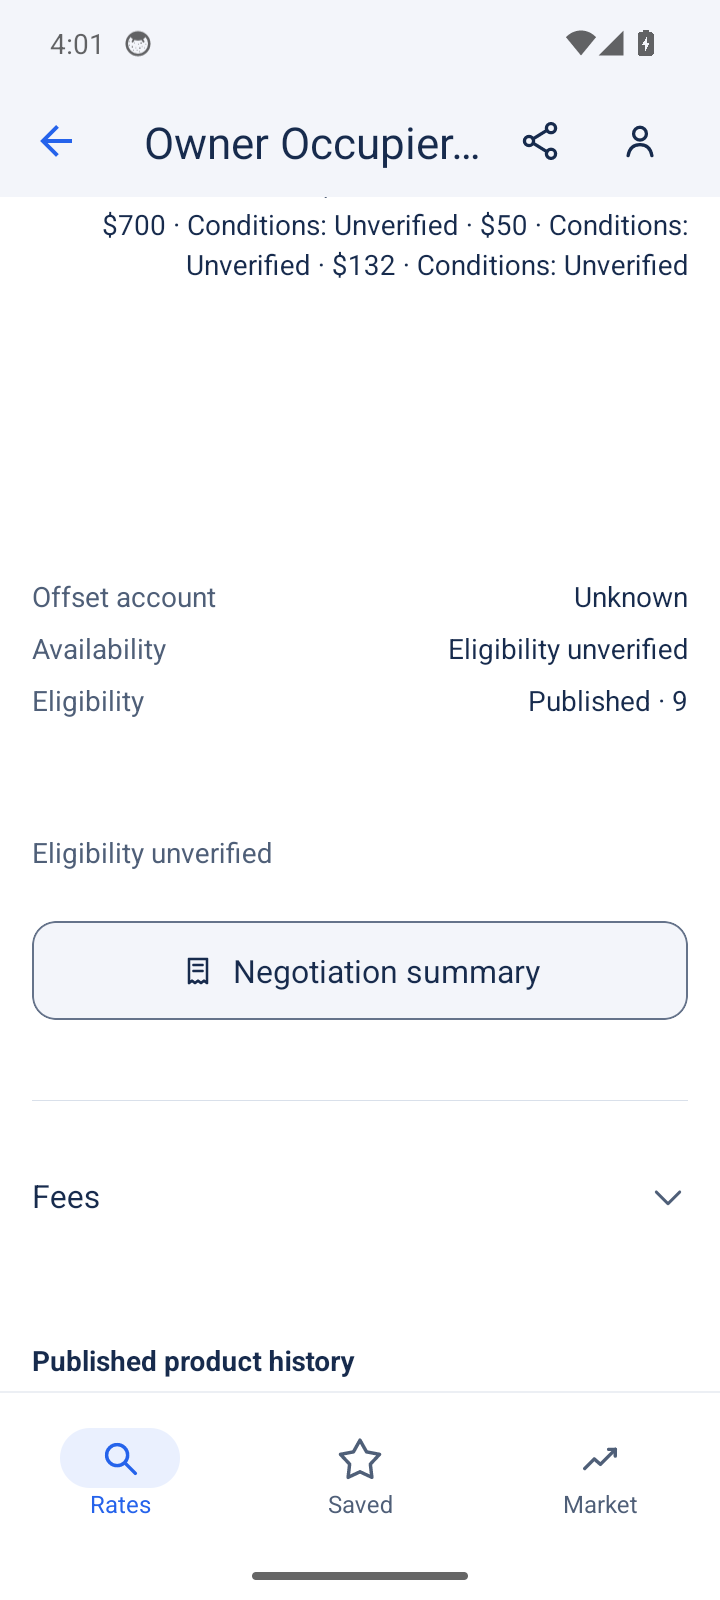 4:01
Owner Occupier...
$700 · Conditions: Unverified · $50 · Conditions:
Unverified · $132 · Conditions: Unverified
Offset account Unknown
Availability Eligibility unverified
Eligibility Published · 9
Eligibility unverified
Negotiation summary
Fees
Published product history
Rates Saved Market